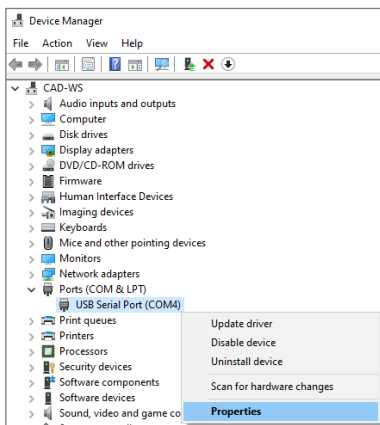 Device Manager
File Action View Help
CAD-WS
Audio inputs and outputs
Computer
Disk drives
Display adapters
DVD/CD-ROM drives
Firmware
Human Interface Devices
Imaging devices
Keyboards
Mice and other pointing devices
Monitors
Network adapters
Ports (COM & LPT)
USB Serial Port (COM4)
Print queues
Printers
Processors
Security devices
Software components
Software devices
Sound, video and game co
Update driver
Disable device
Uninstall device
Scan for hardware changes
Properties